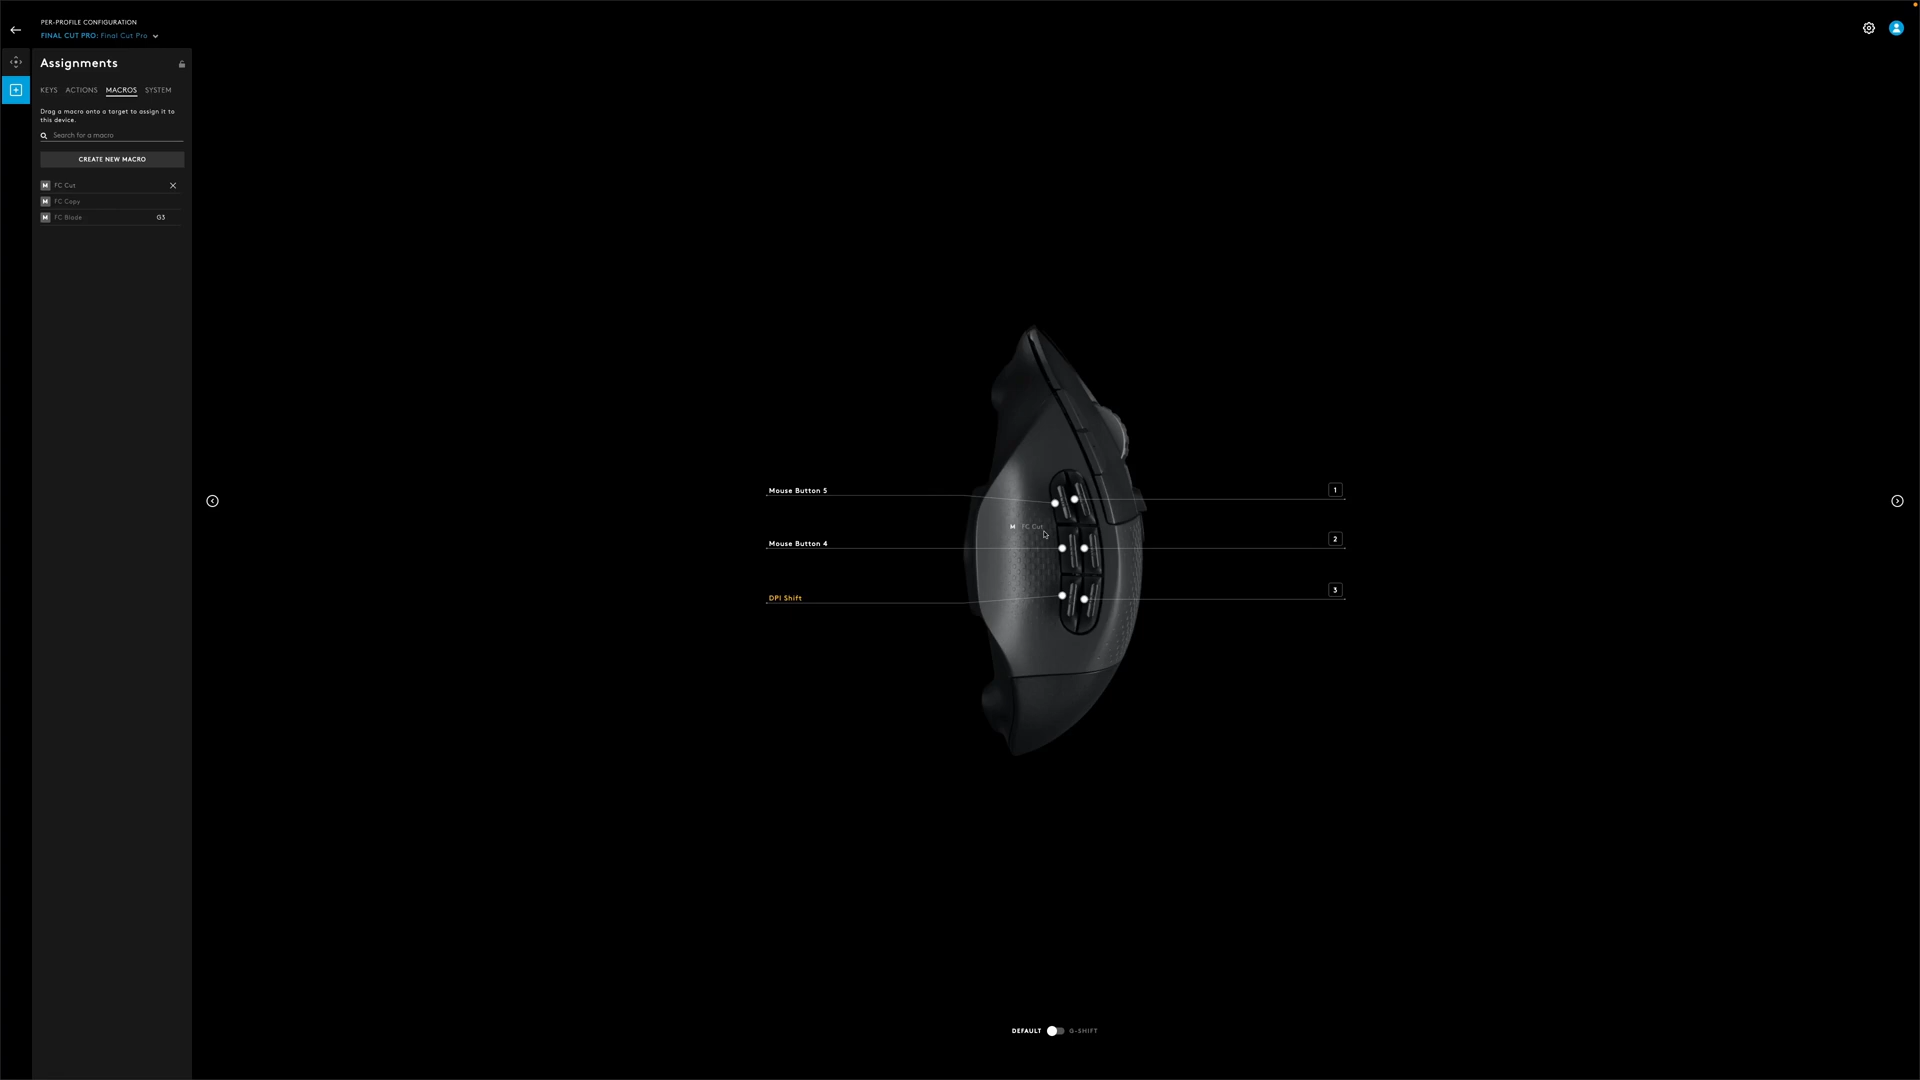 PER-PROFILE CONFIGURATION
FINAL CUT PRO: Final Cut Pro
Assignments
KEYS ACTIONS MACROS SYSTEM
Drag a macro onto a target to assign it to
this device.
Search for a macro
CREATE NEW MACRO
M FC Cut
M FC Copy
M FC Blade G3
Mouse Button 5
1
M FC Cut
Mouse Button 4
2
DPI Shift
3
DEFAULT G-SHIFT